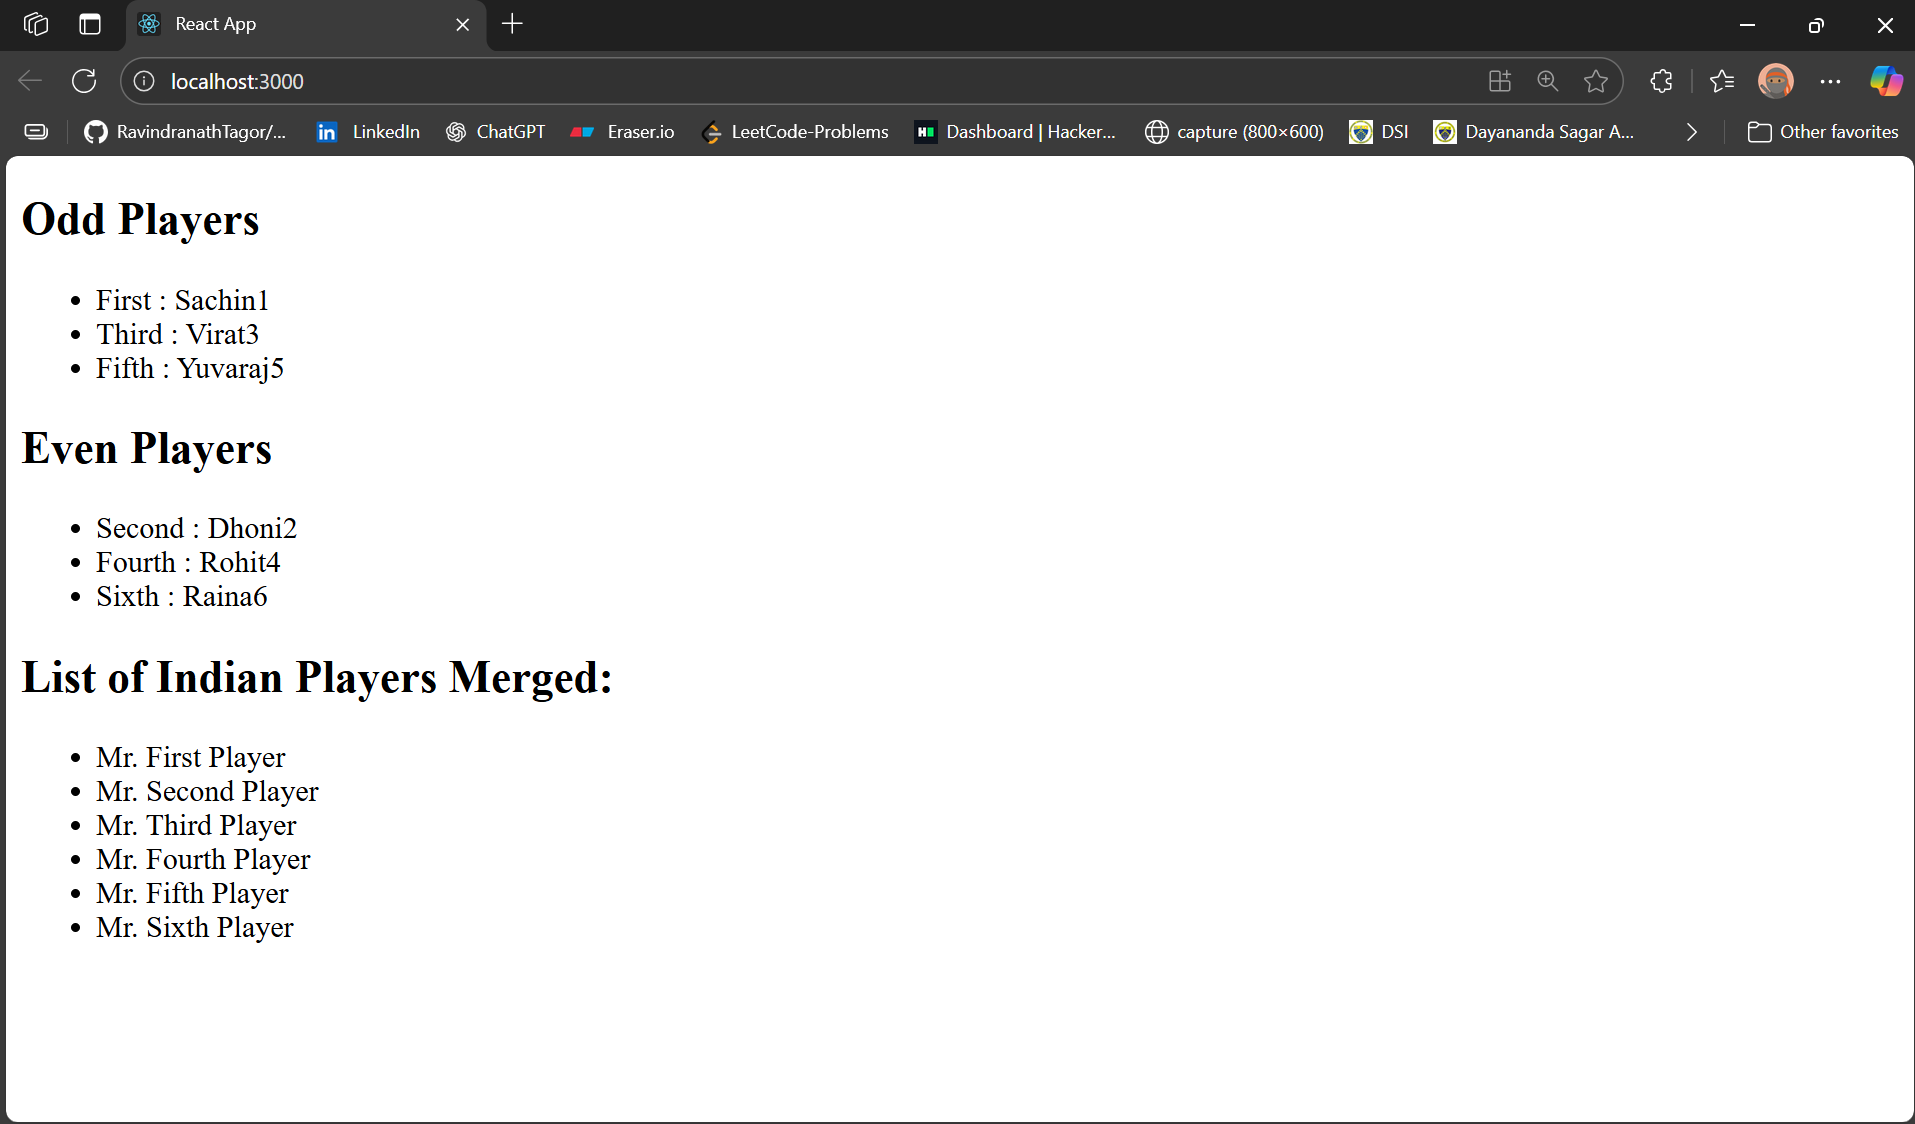 React App
localhost:3000
RavindranathTagor/... LinkedIn ChatGPT Eraser.io LeetCode-Problems Dashboard | Hacker... capture (800×600) DSI Dayananda Sagar A... Other favorites
Odd Players
• First : Sachin1
• Third : Virat3
• Fifth : Yuvaraj5
Even Players
• Second : Dhoni2
• Fourth : Rohit4
• Sixth : Raina6
List of Indian Players Merged:
• Mr. First Player
• Mr. Second Player
• Mr. Third Player
• Mr. Fourth Player
• Mr. Fifth Player
• Mr. Sixth Player